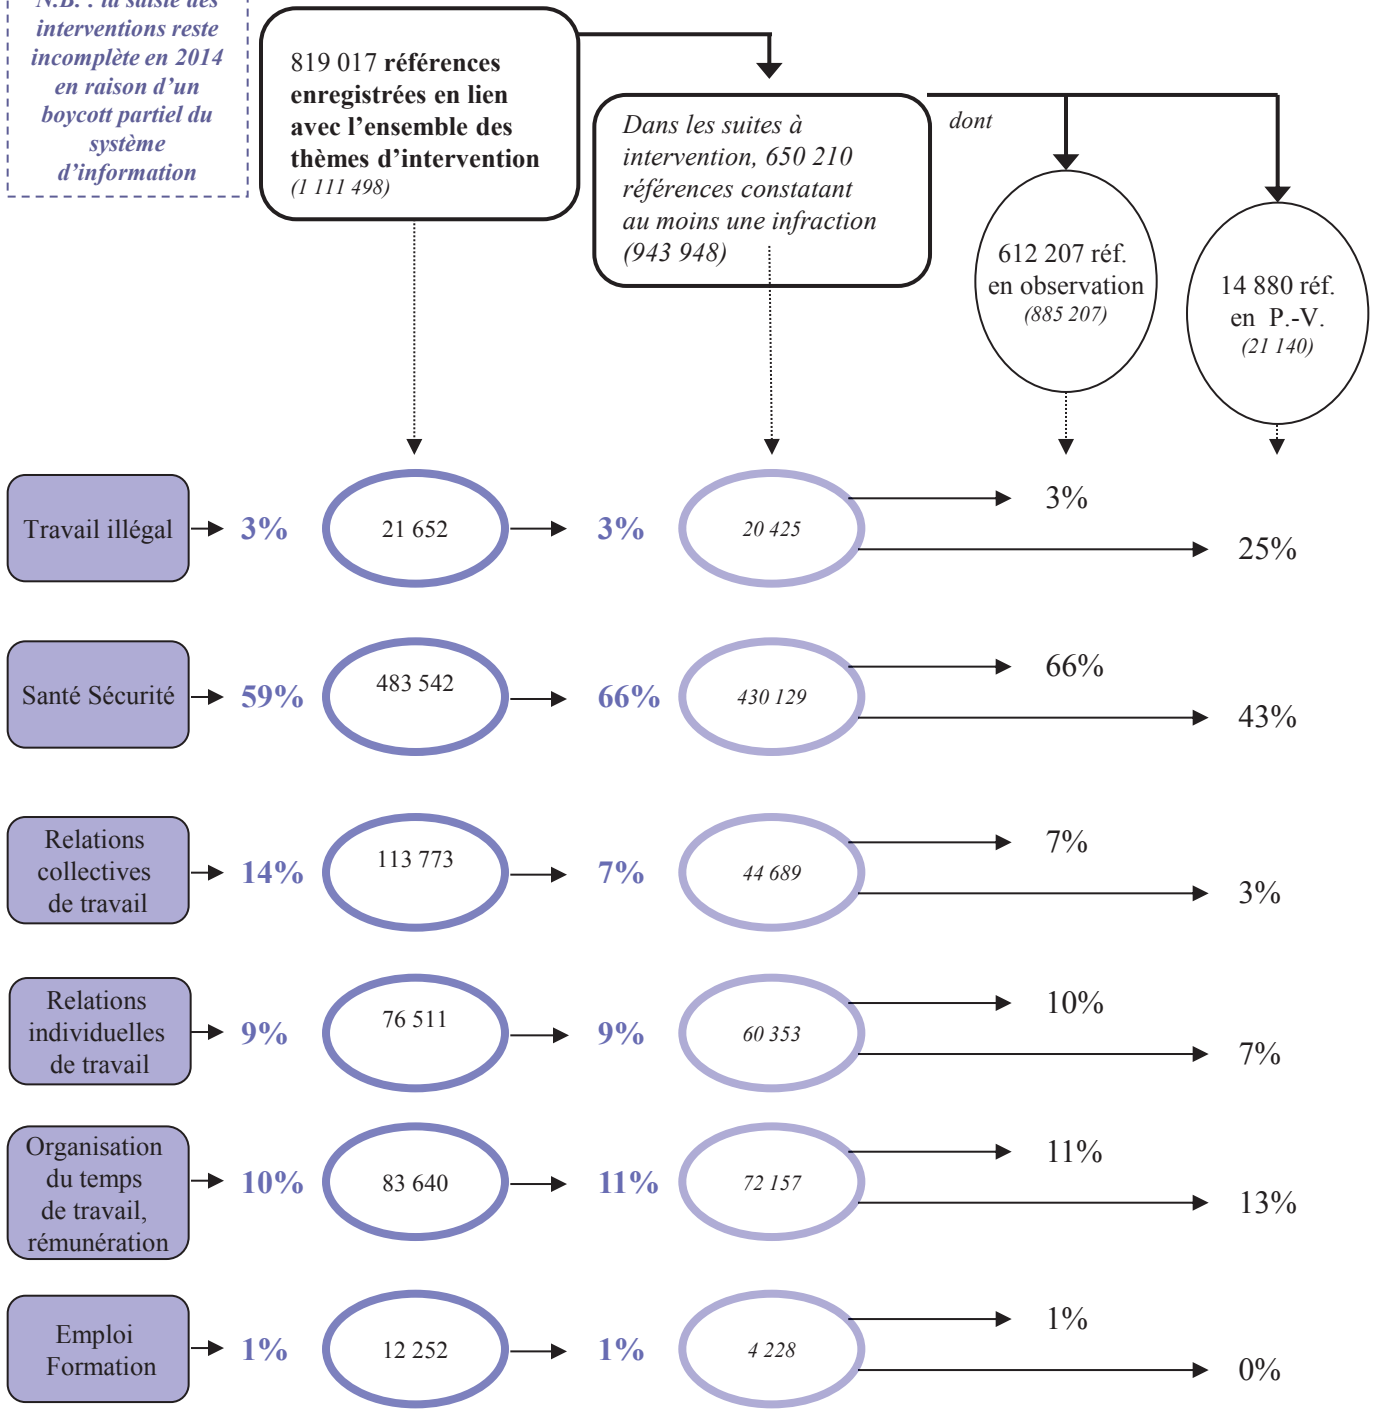 N.B. : la saisie des
interventions reste
incomplète en 2014
en raison d’un
boycott partiel du
système
d’information
819 017 références
enregistrées en lien
avec l’ensemble des
thèmes d’intervention
(1 111 498)
Dans les suites à
intervention, 650 210
références constatant
au moins une infraction
(943 948)
dont
612 207 réf.
en observation
(885 207)
14 880 réf.
en P.-V.
(21 140)
Travail illégal
3%
21 652
3%
20 425
3%
25%
Santé Sécurité
59%
483 542
66%
430 129
66%
43%
Relations
collectives
de travail
14%
113 773
7%
44 689
7%
3%
Relations
individuelles
de travail
9%
76 511
9%
60 353
10%
7%
Organisation
du temps
de travail,
rémunération
10%
83 640
11%
72 157
11%
13%
Emploi
Formation
1%
12 252
1%
4 228
1%
0%